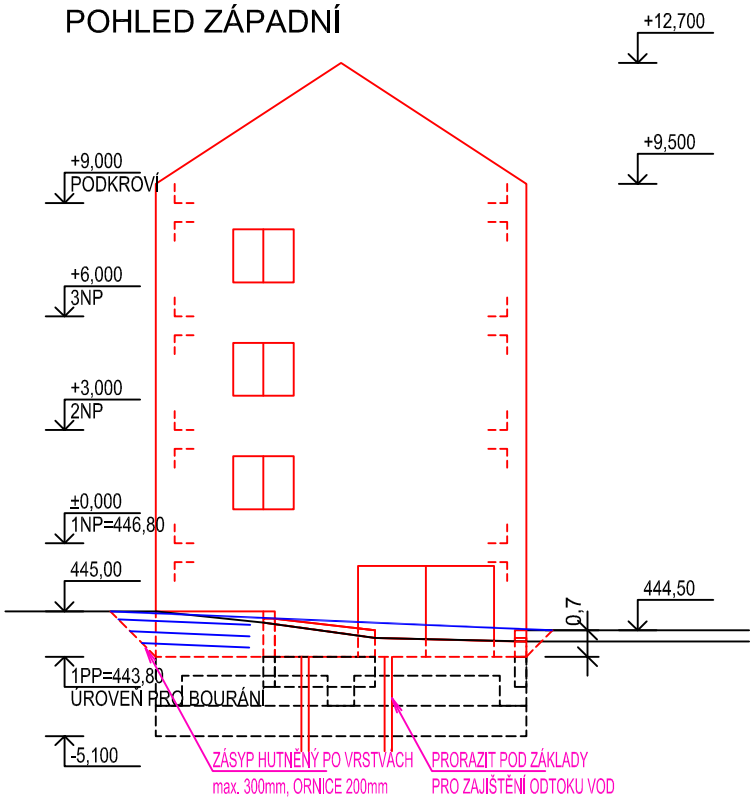 POHLED ZÁPADNÍ
+12,700
+9,500
+9,000
PODKROVÍ
+6,000
3NP
+3,000
2NP
±0,000
1NP=446,80
445,00
444,50
0,7
1PP=443,80
ÚROVEŇ PRO BOURÁNÍ
-5,100
ZÁSYP HUTNĚNÝ PO VRSTVÁCH
max. 300mm, ORNICE 200mm
PRORAZIT POD ZÁKLADY
PRO ZAJIŠTĚNÍ ODTOKU VOD